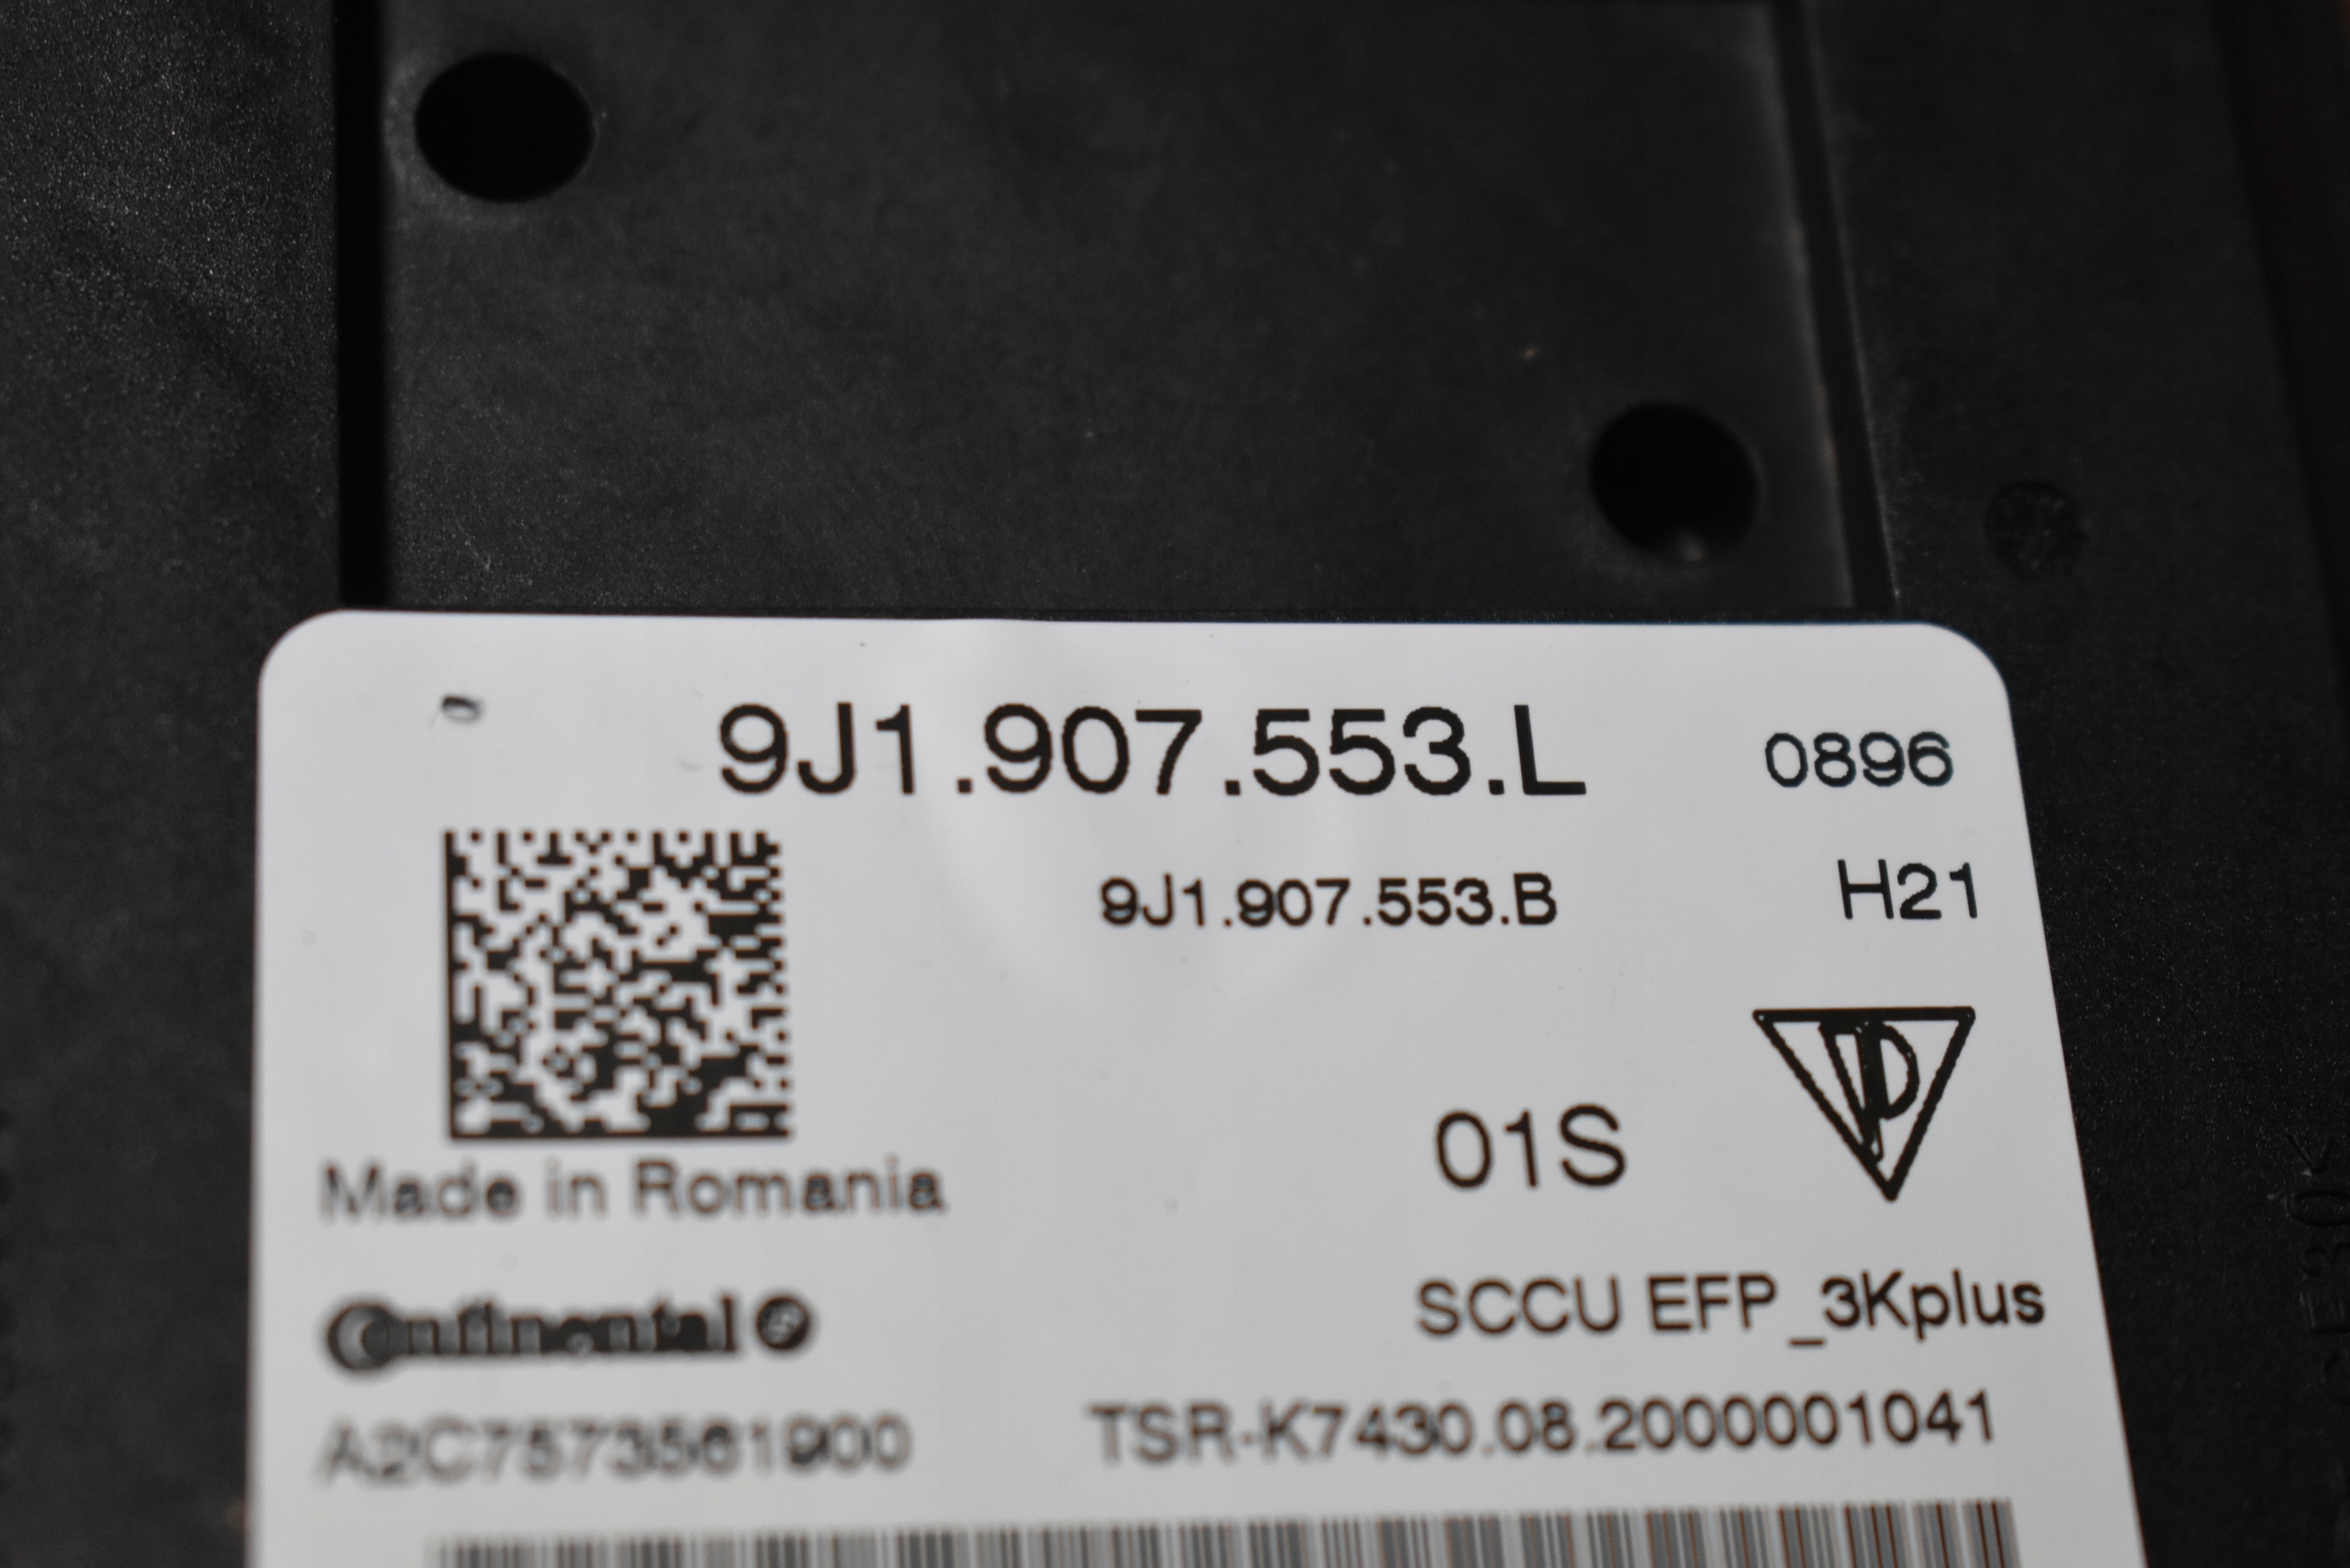 9J1.907.553.L 0896
9J1.907.553.B H21
01S
Made in Romania
SCCU EFP_3Kplus
Continental
A2C7573561900 TSR-K7430.08.2000001041